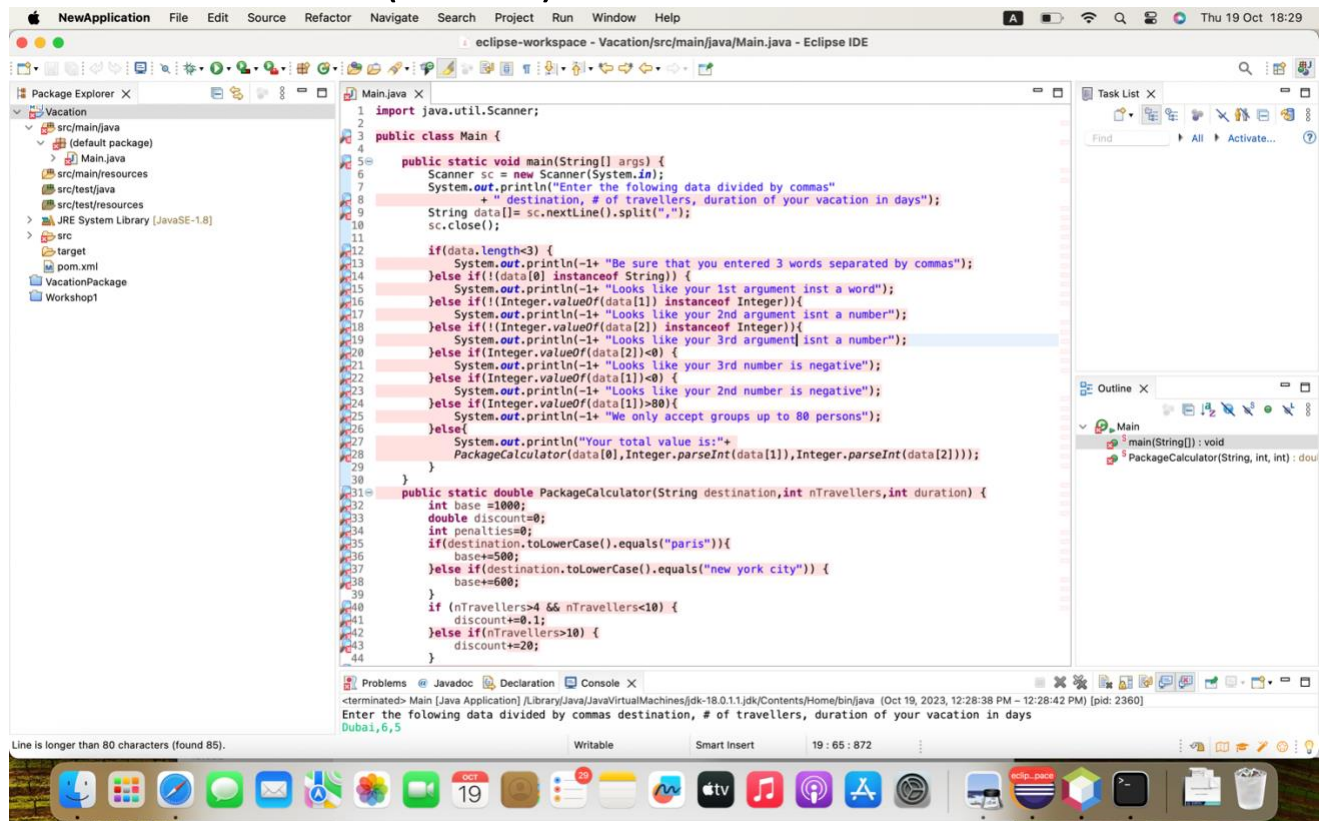 NewApplication File Edit Source Refactor Navigate Search Project Run Window Help A Thu 19 Oct 18:29
eclipse-workspace - Vacation/src/main/java/Main.java - Eclipse IDE
Package Explorer
Vacation
src/main/java
(default package)
Main.java
src/main/resources
src/test/java
src/test/resources
JRE System Library [JavaSE-1.8]
src
target
pom.xml
VacationPackage
Workshop1
Main.java
1 import java.util.Scanner;
2
3 public class Main {
4
5 public static void main(String[] args) {
6 Scanner sc = new Scanner(System.in);
7 System.out.println("Enter the folowing data divided by commas"
8 + " destination, # of travellers, duration of your vacation in days");
9 String data[]= sc.nextLine().split(",");
10 sc.close();
11
12 if(data.length<3) {
13 System.out.println(-1+ "Be sure that you entered 3 words separated by commas");
14 }else if(!(data[0] instanceof String)) {
15 System.out.println(-1+ "Looks like your 1st argument inst a word");
16 }else if(!(Integer.valueOf(data[1]) instanceof Integer)){
17 System.out.println(-1+ "Looks like your 2nd argument isnt a number");
18 }else if(!(Integer.valueOf(data[2]) instanceof Integer)){
19 System.out.println(-1+ "Looks like your 3rd argument isnt a number");
20 }else if(Integer.valueOf(data[2])<0) {
21 System.out.println(-1+ "Looks like your 3rd number is negative");
22 }else if(Integer.valueOf(data[1])<0) {
23 System.out.println(-1+ "Looks like your 2nd number is negative");
24 }else if(Integer.valueOf(data[1])>80){
25 System.out.println(-1+ "We only accept groups up to 80 persons");
26 }else{
27 System.out.println("Your total value is:"+
28 PackageCalculator(data[0],Integer.parseInt(data[1]),Integer.parseInt(data[2])));
29 }
30 }
31 public static double PackageCalculator(String destination,int nTravellers,int duration) {
32 int base =1000;
33 double discount=0;
34 int penalties=0;
35 if(destination.toLowerCase().equals("paris")){
36 base+=500;
37 }else if(destination.toLowerCase().equals("new york city")) {
38 base+=600;
39 }
40 if (nTravellers>4 && nTravellers<10) {
41 discount+=0.1;
42 }else if(nTravellers>10) {
43 discount+=20;
44 }
Task List
Find All Activate...
Outline
Main
main(String[]) : void
PackageCalculator(String, int, int) : doul
Problems Javadoc Declaration Console
<terminated> Main [Java Application] /Library/Java/JavaVirtualMachines/jdk-18.0.1.1.jdk/Contents/Home/bin/java (Oct 19, 2023, 12:28:38 PM – 12:28:42 PM) [pid: 2360]
Enter the folowing data divided by commas destination, # of travellers, duration of your vacation in days
Dubai,6,5
Line is longer than 80 characters (found 85). Writable Smart Insert 19 : 65 : 872
OCT
19
29
tv
eclip...pace